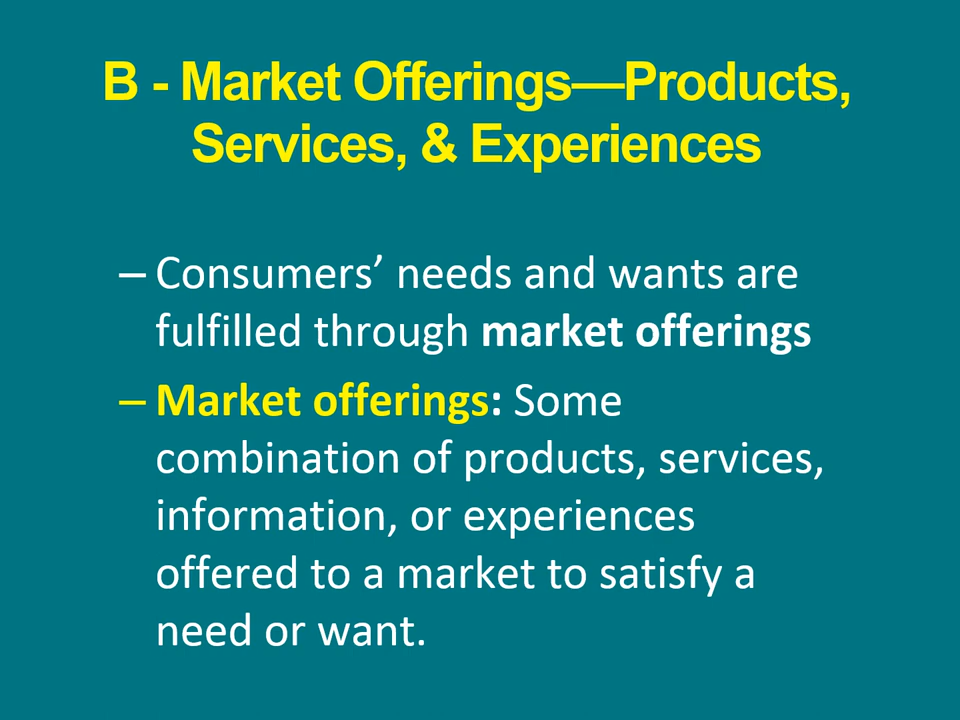 B - Market Offerings—Products,
Services, & Experiences
– Consumers’ needs and wants are
fulfilled through market offerings
– Market offerings: Some
combination of products, services,
information, or experiences
offered to a market to satisfy a
need or want.